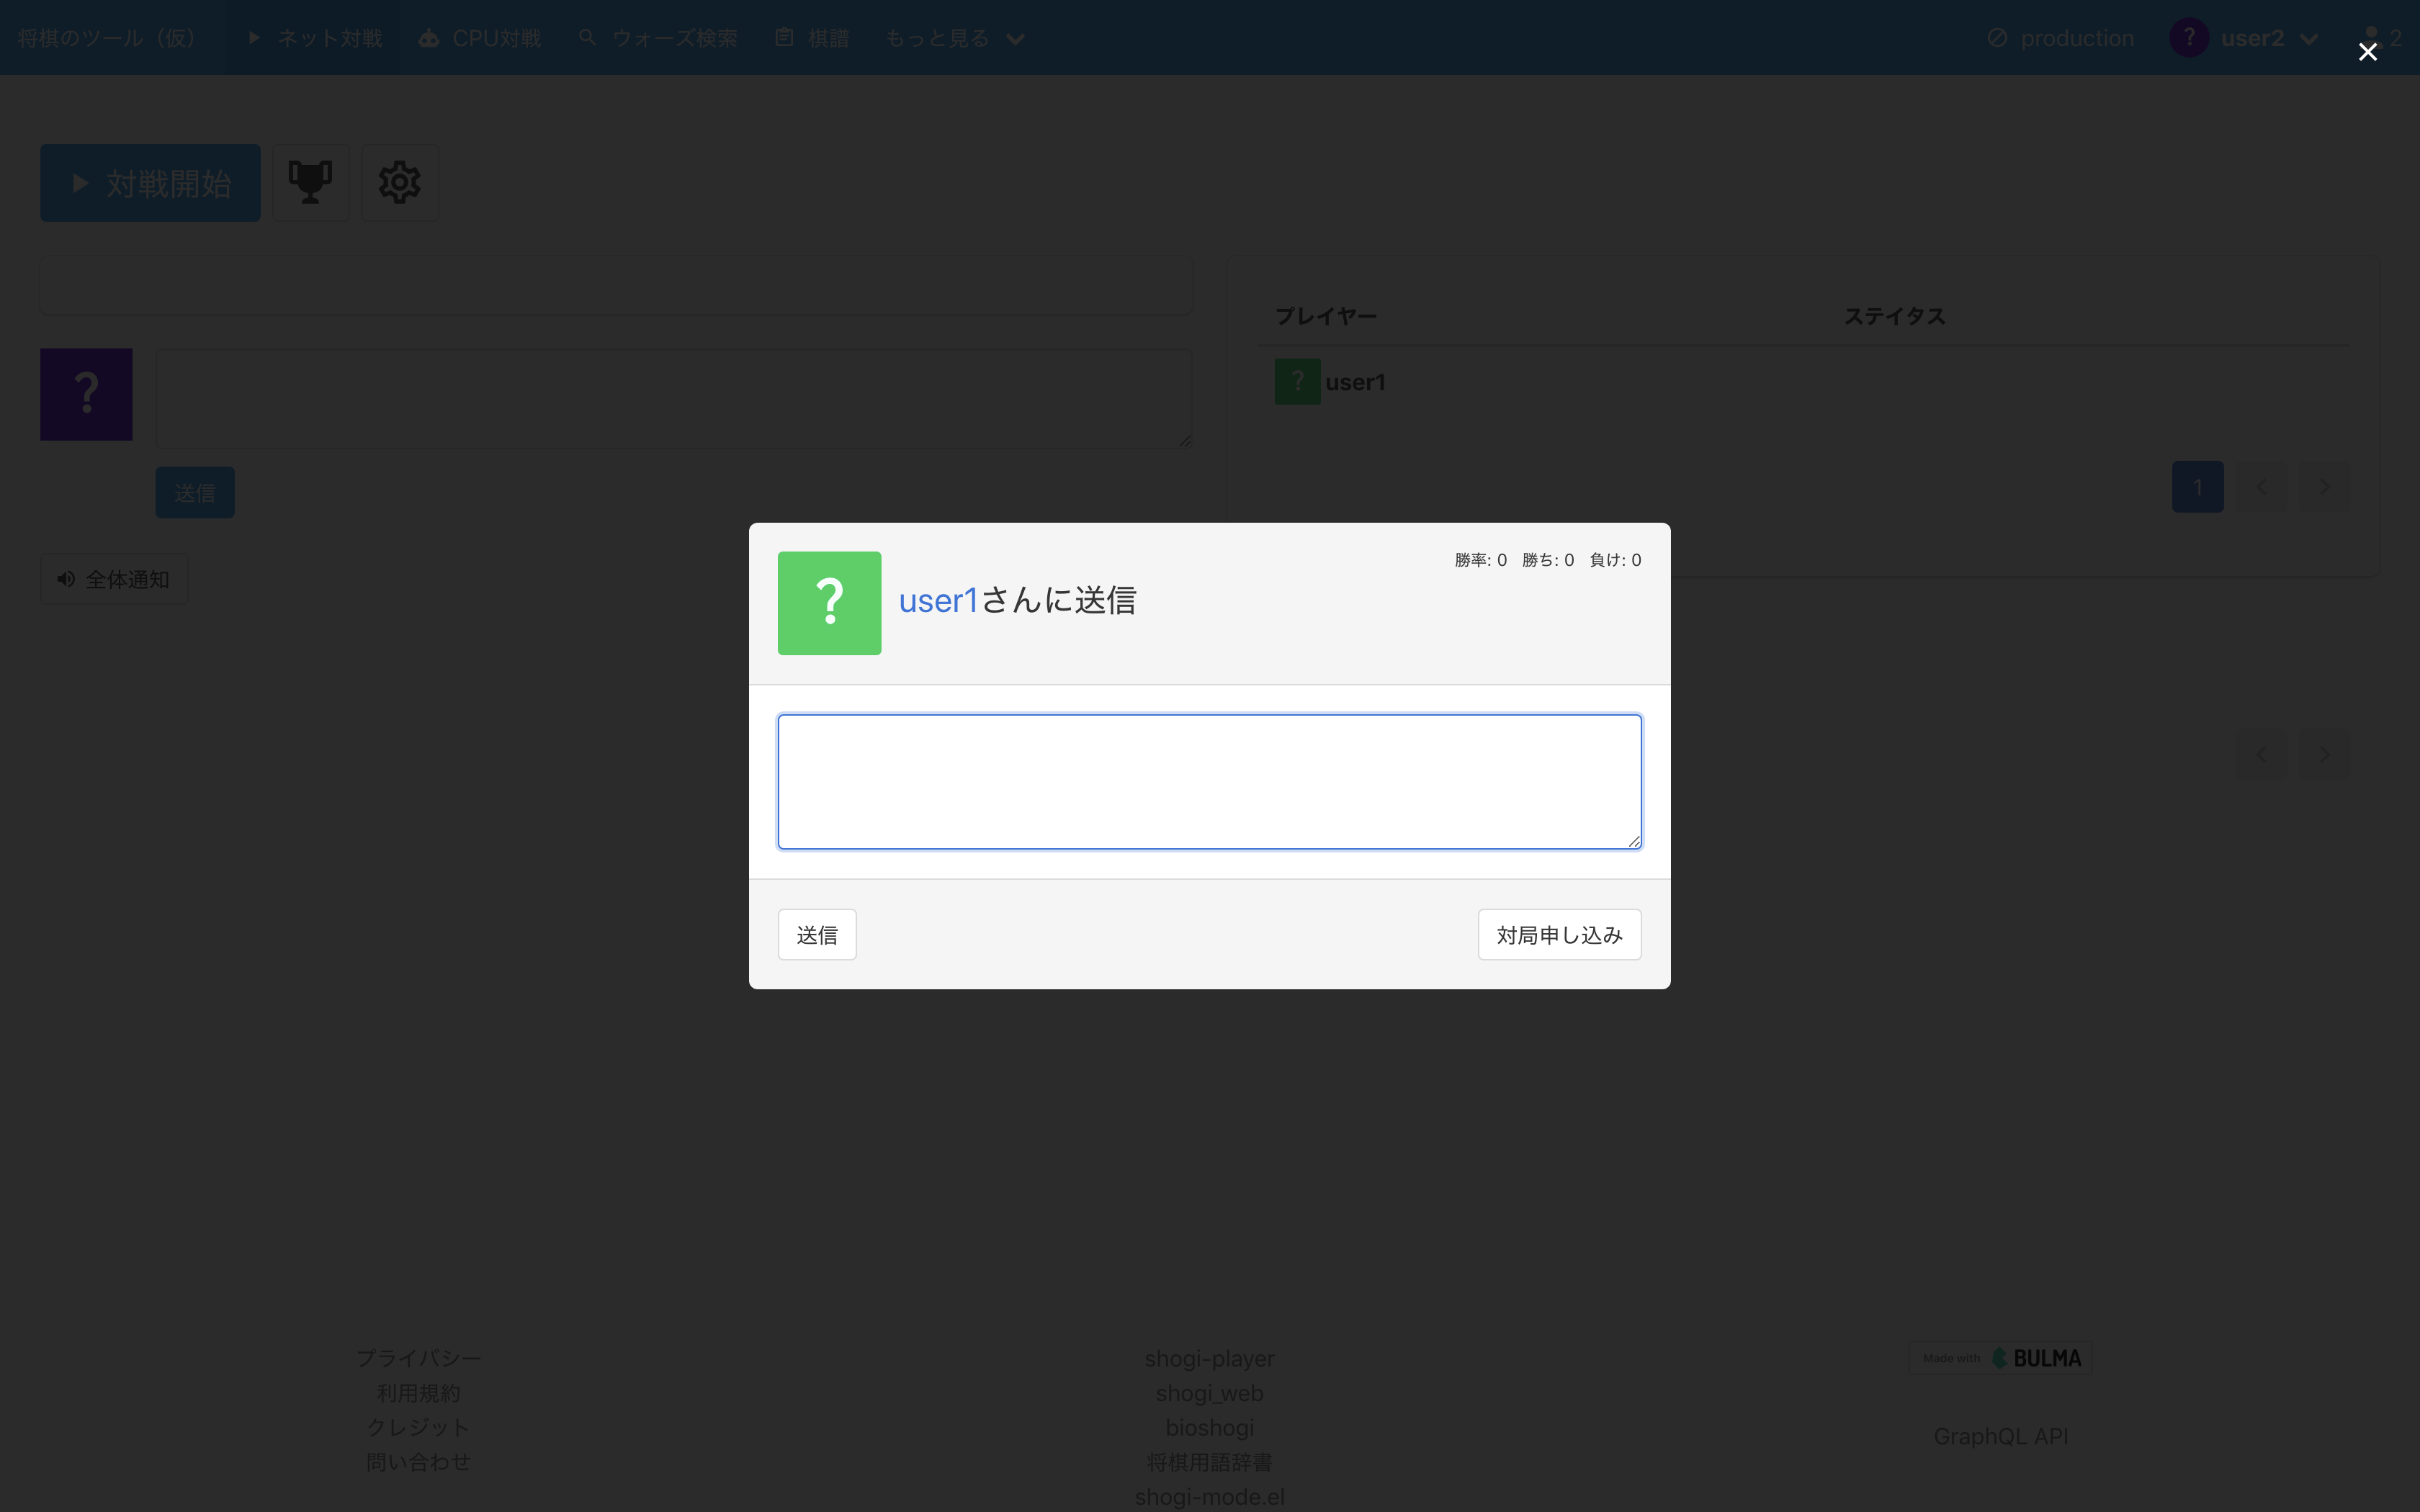 将棋のツール（仮） ネット対戦 CPU対戦 ウォーズ検索 棋譜 もっと見る production ? user2 2
対戦開始
プレイヤー ステイタス
? user1
?
送信
1
全体通知
? user1さんに送信
勝率: 0 勝ち: 0 負け: 0
送信 対局申し込み
プライバシー
利用規約
クレジット
問い合わせ
shogi-player
shogi_web
bioshogi
将棋用語辞書
shogi-mode.el
Made with BULMA
GraphQL API